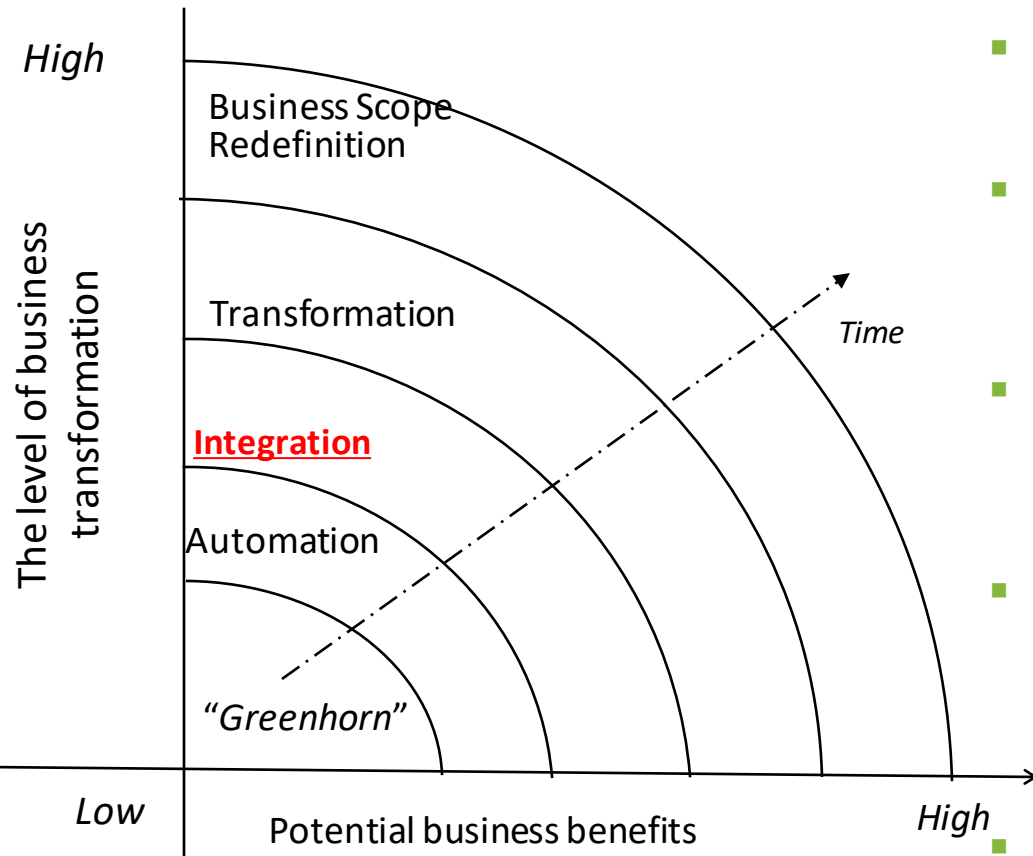 High
Business Scope
Redefinition
The level of business
transformation
Transformation
Time
Integration
Automation
“Greenhorn”
Low
Potential business benefits
High